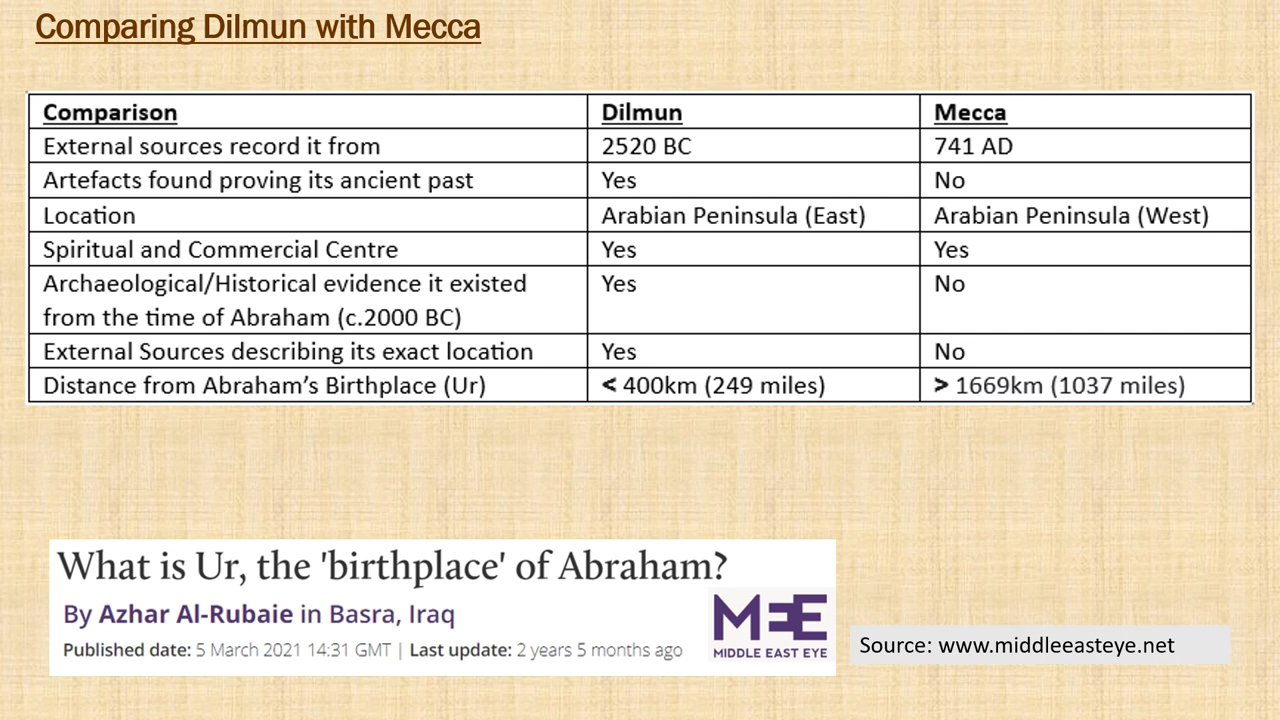 Comparing Dilmun with Mecca
Comparison Dilmun Mecca
External sources record it from 2520 BC 741 AD
Artefacts found proving its ancient past Yes No
Location Arabian Peninsula (East) Arabian Peninsula (West)
Spiritual and Commercial Centre Yes Yes
Archaeological/Historical evidence it existed Yes No
from the time of Abraham (c.2000 BC)
External Sources describing its exact location Yes No
Distance from Abraham’s Birthplace (Ur) < 400km (249 miles) > 1669km (1037 miles)
What is Ur, the 'birthplace' of Abraham?
By Azhar Al-Rubaie in Basra, Iraq
Published date: 5 March 2021 14:31 GMT | Last update: 2 years 5 months ago
MEE
MIDDLE EAST EYE
Source: www.middleeasteye.net